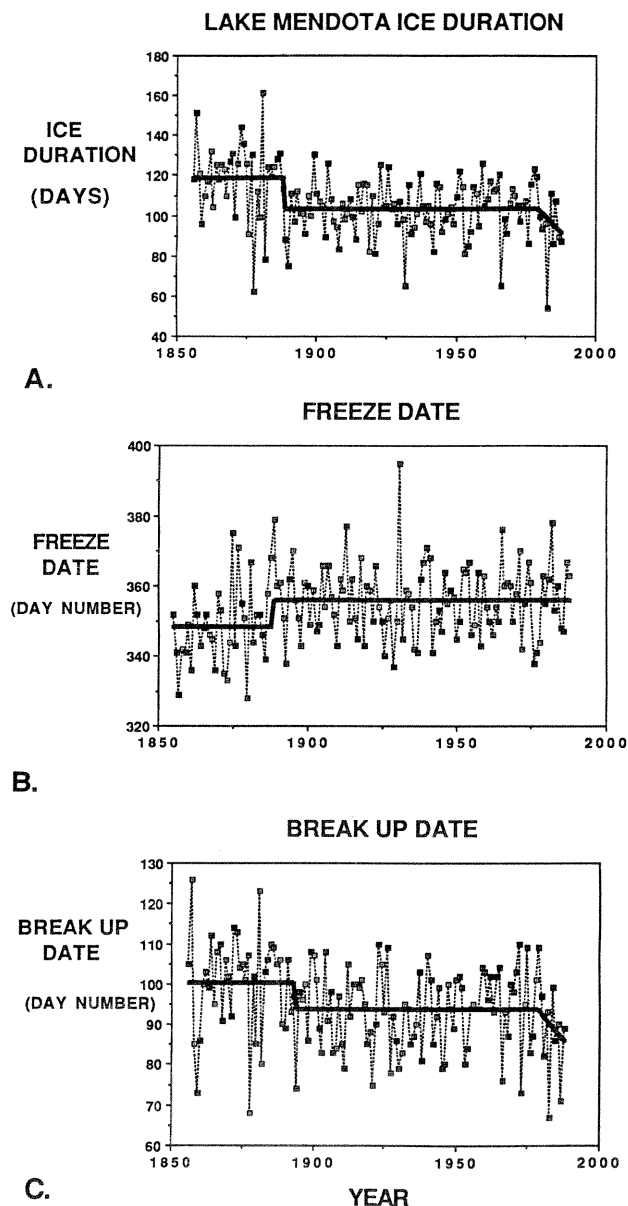 LAKE MENDOTA ICE DURATION
180
160
140
120
100
80
60
40
ICE
DURATION
(DAYS)
1850 1900 1950 2000
A.
FREEZE DATE
400
380
360
340
320
FREEZE
DATE
(DAY NUMBER)
1850 1900 1950 2000
B.
BREAK UP DATE
130
120
110
100
90
80
70
60
BREAK UP
DATE
(DAY NUMBER)
1850 1900 1950 2000
C.
YEAR